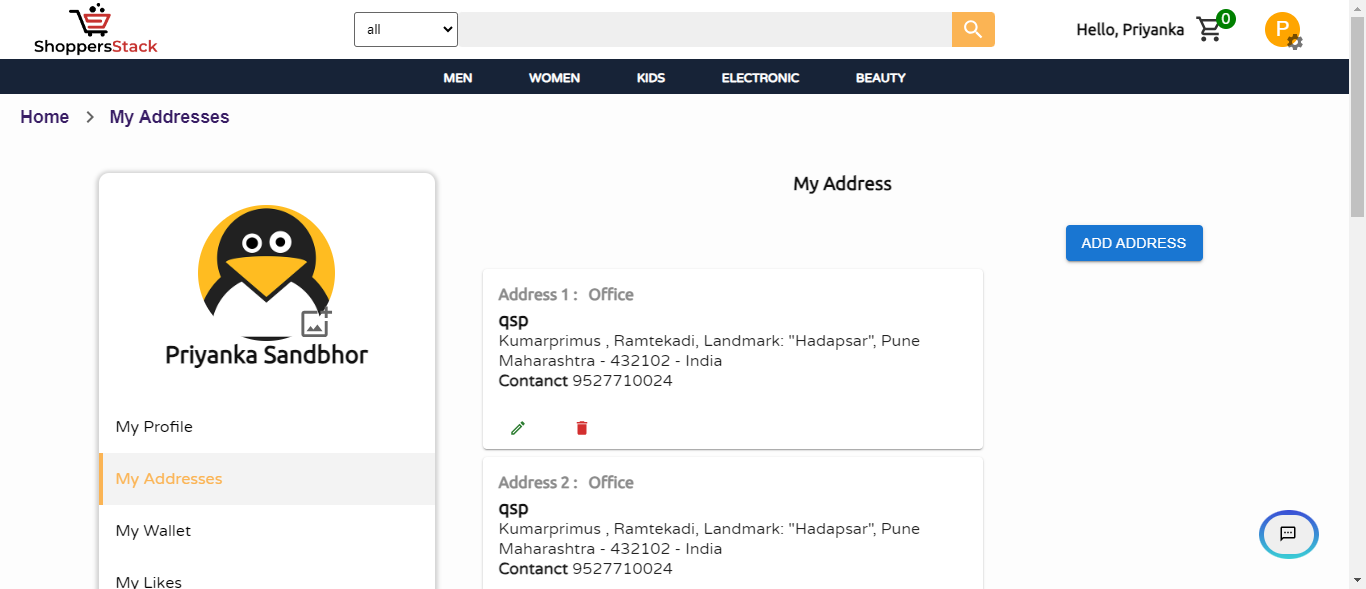 ShoppersStack
all
Hello, Priyanka
0
P
MEN WOMEN KIDS ELECTRONIC BEAUTY
Home > My Addresses
Priyanka Sandbhor
My Profile
My Addresses
My Wallet
My Likes
My Address
ADD ADDRESS
Address 1 : Office
qsp
Kumarprimus , Ramtekadi, Landmark: "Hadapsar", Pune
Maharashtra - 432102 - India
Contanct 9527710024
Address 2 : Office
qsp
Kumarprimus , Ramtekadi, Landmark: "Hadapsar", Pune
Maharashtra - 432102 - India
Contanct 9527710024